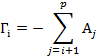 Γᵢ = − ∑_{j=i+1}^{p} Aⱼ